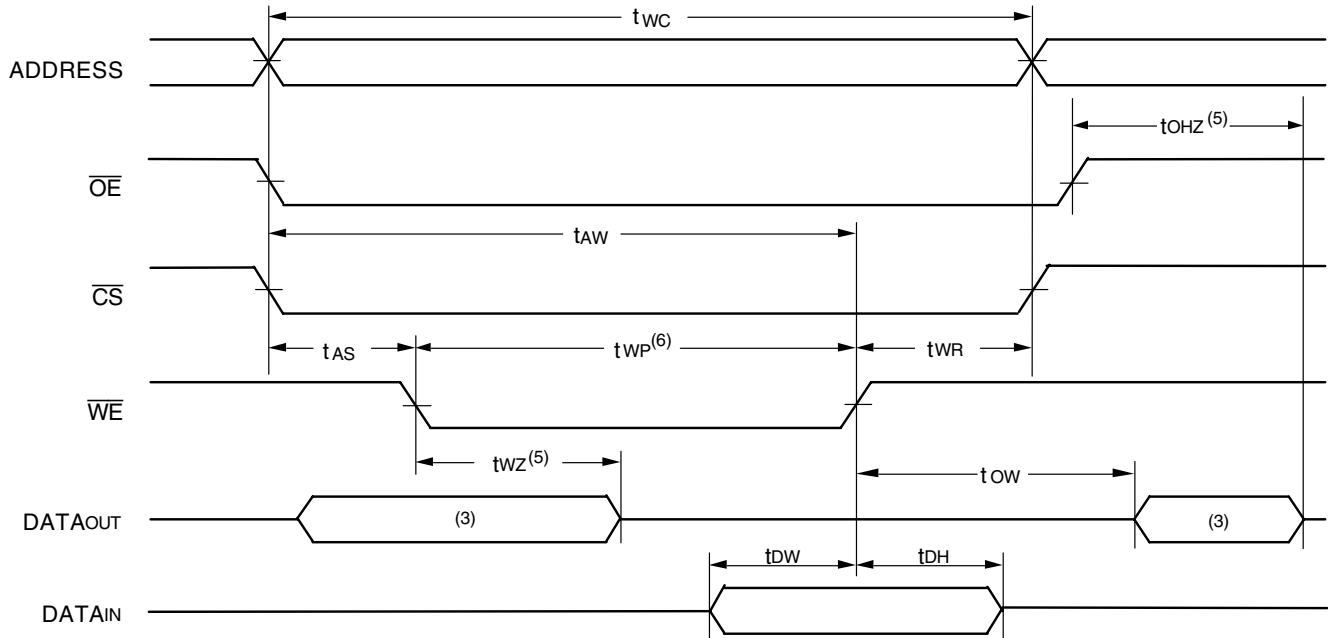 tWC
ADDRESS
tOHZ(5)
OE
tAW
CS
tAS
tWP(6)
tWR
WE
tWZ(5)
tOW
DATAOUT
(3)
(3)
tDW
tDH
DATAIN